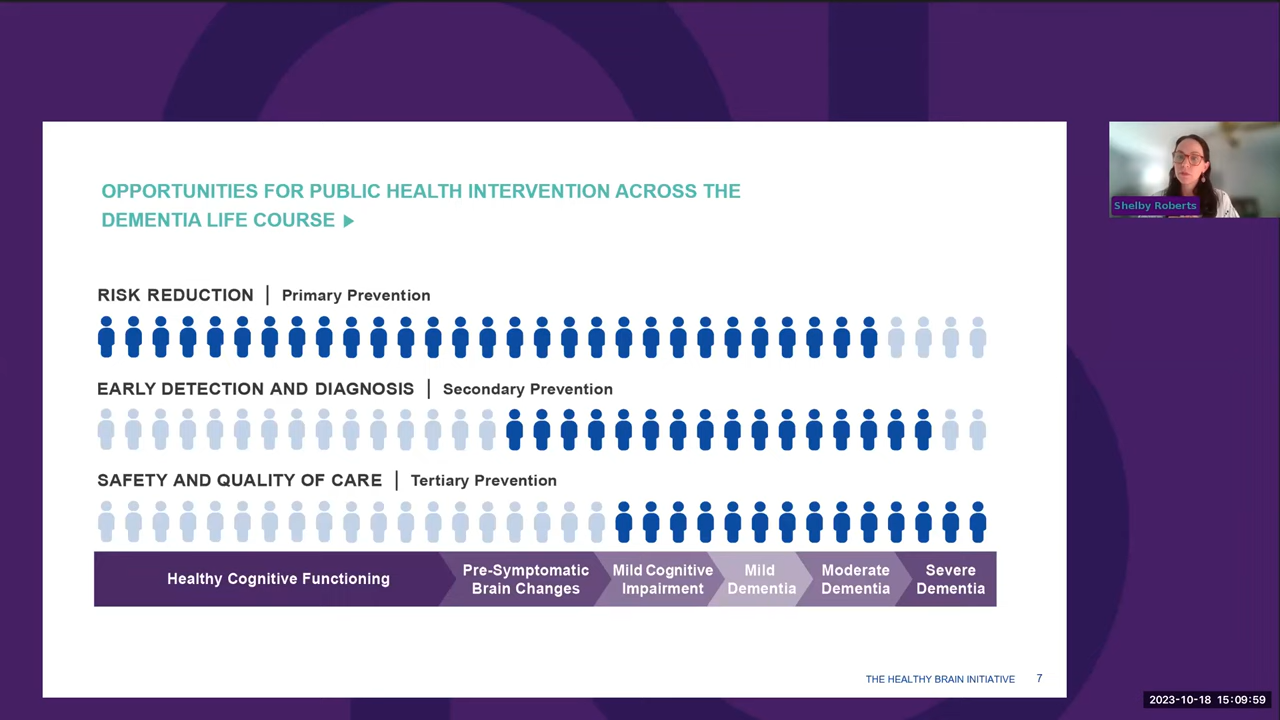 OPPORTUNITIES FOR PUBLIC HEALTH INTERVENTION ACROSS THE
DEMENTIA LIFE COURSE
Shelby Roberts
RISK REDUCTION | Primary Prevention
EARLY DETECTION AND DIAGNOSIS | Secondary Prevention
SAFETY AND QUALITY OF CARE | Tertiary Prevention
Healthy Cognitive Functioning
Pre-Symptomatic
Brain Changes
Mild Cognitive
Impairment
Mild
Dementia
Moderate
Dementia
Severe
Dementia
THE HEALTHY BRAIN INITIATIVE 7
2023-10-18 15:09:59